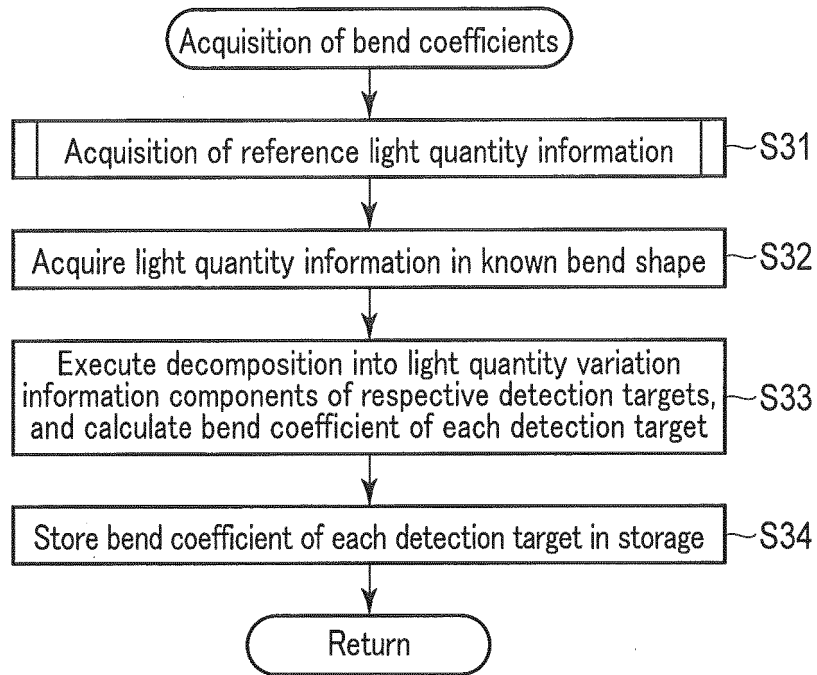 Acquisition of bend coefficients
Acquisition of reference light quantity information
S31
Acquire light quantity information in known bend shape
S32
Execute decomposition into light quantity variation
information components of respective detection targets,
and calculate bend coefficient of each detection target
S33
Store bend coefficient of each detection target in storage
S34
Return